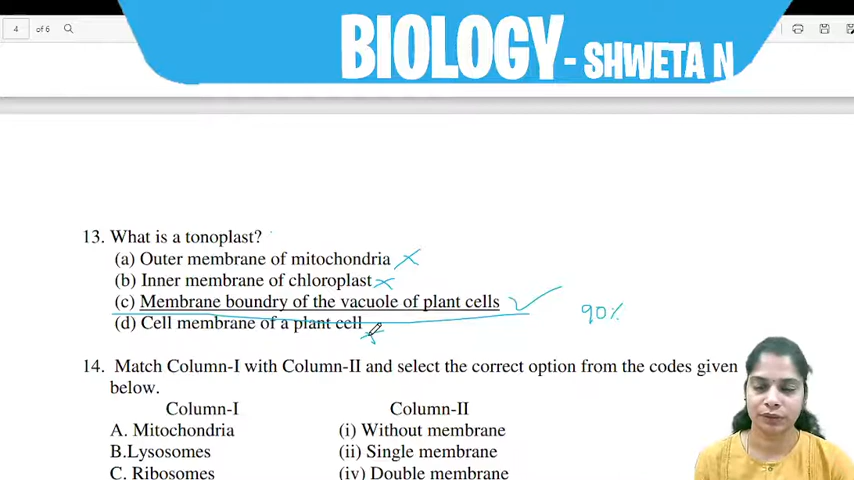 4 of 6
BIOLOGY - SHWETA N
13. What is a tonoplast?
(a) Outer membrane of mitochondria
(b) Inner membrane of chloroplast
(c) Membrane boundry of the vacuole of plant cells
90%
(d) Cell membrane of a plant cell
14. Match Column-I with Column-II and select the correct option from the codes given
below.
Column-I Column-II
A. Mitochondria (i) Without membrane
B.Lysosomes (ii) Single membrane
C. Ribosomes (iv) Double membrane